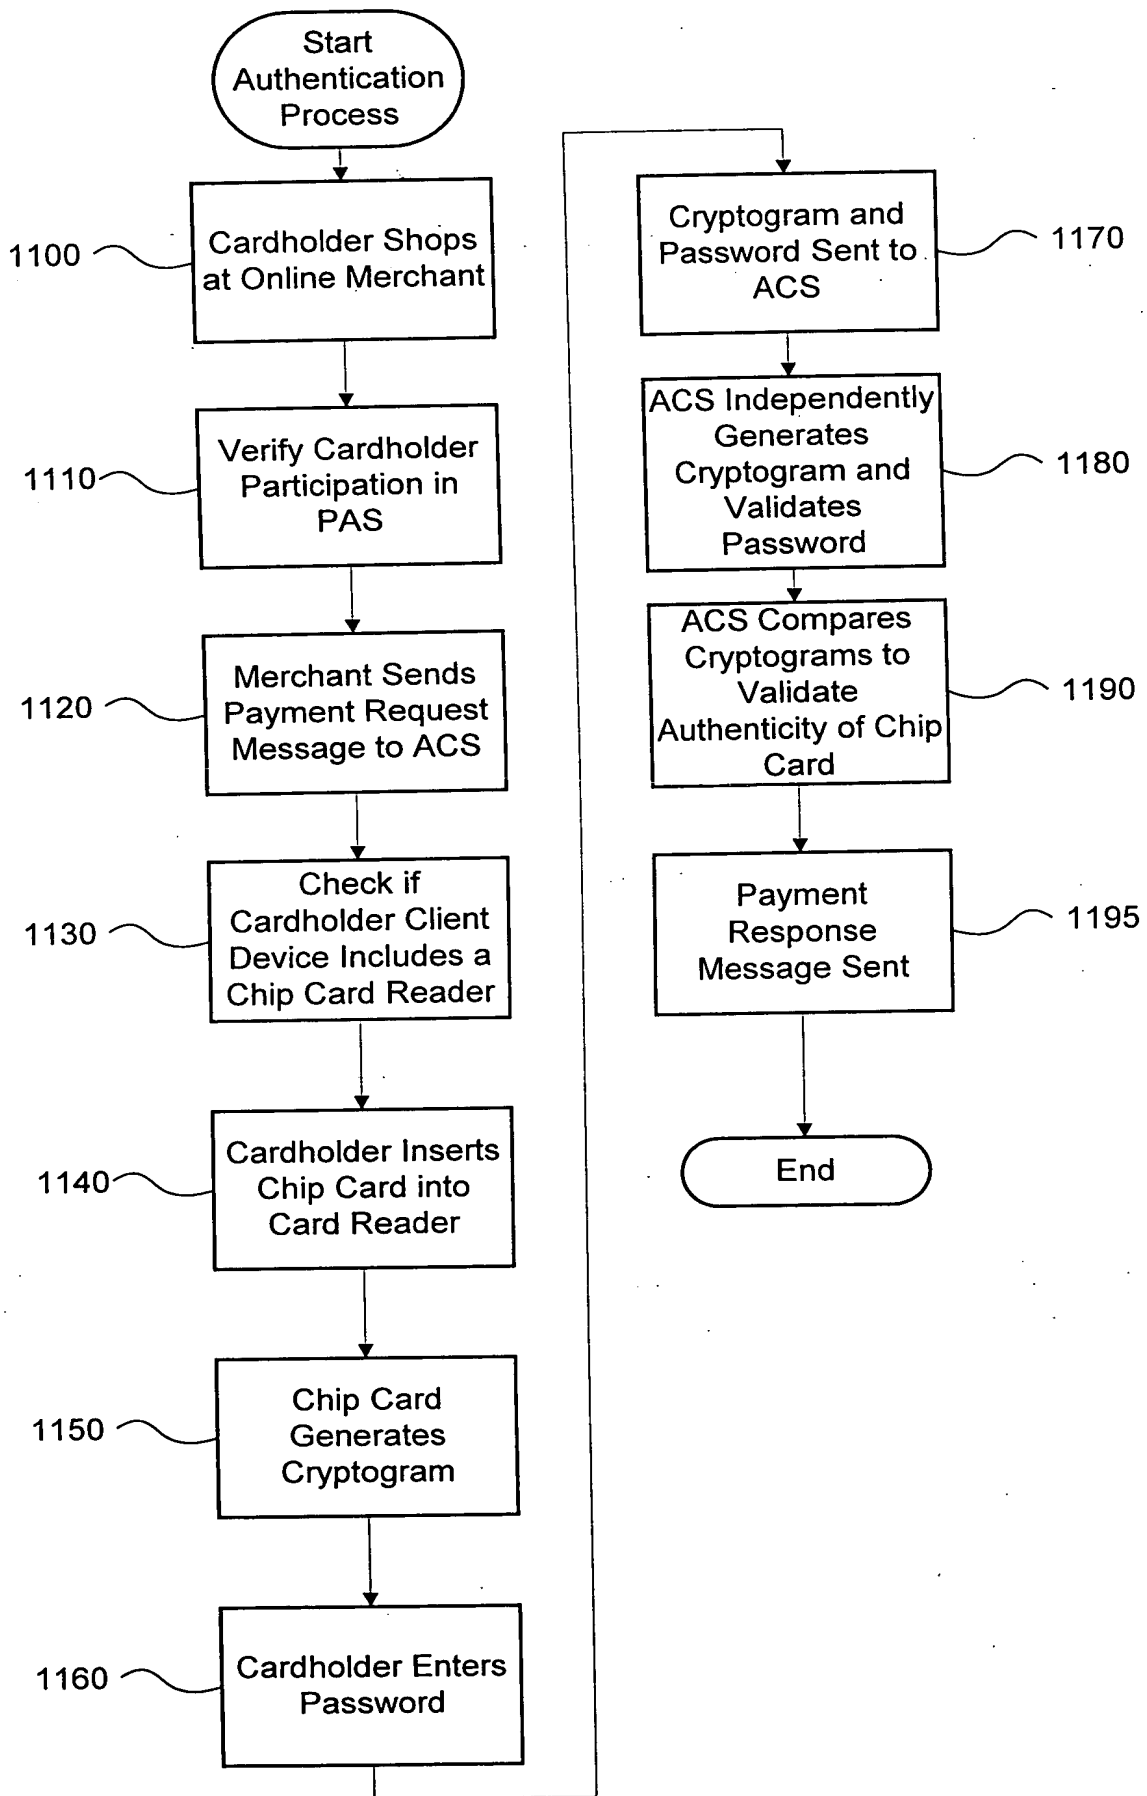 Start
Authentication
Process
1100
Cardholder Shops
at Online Merchant
1110
Verify Cardholder
Participation in
PAS
1120
Merchant Sends
Payment Request
Message to ACS
1130
Check if
Cardholder Client
Device Includes a
Chip Card Reader
1140
Cardholder Inserts
Chip Card into
Card Reader
1150
Chip Card
Generates
Cryptogram
1160
Cardholder Enters
Password
Cryptogram and
Password Sent to
ACS
1170
ACS Independently
Generates
Cryptogram and
Validates
Password
1180
ACS Compares
Cryptograms to
Validate
Authenticity of Chip
Card
1190
Payment
Response
Message Sent
1195
End